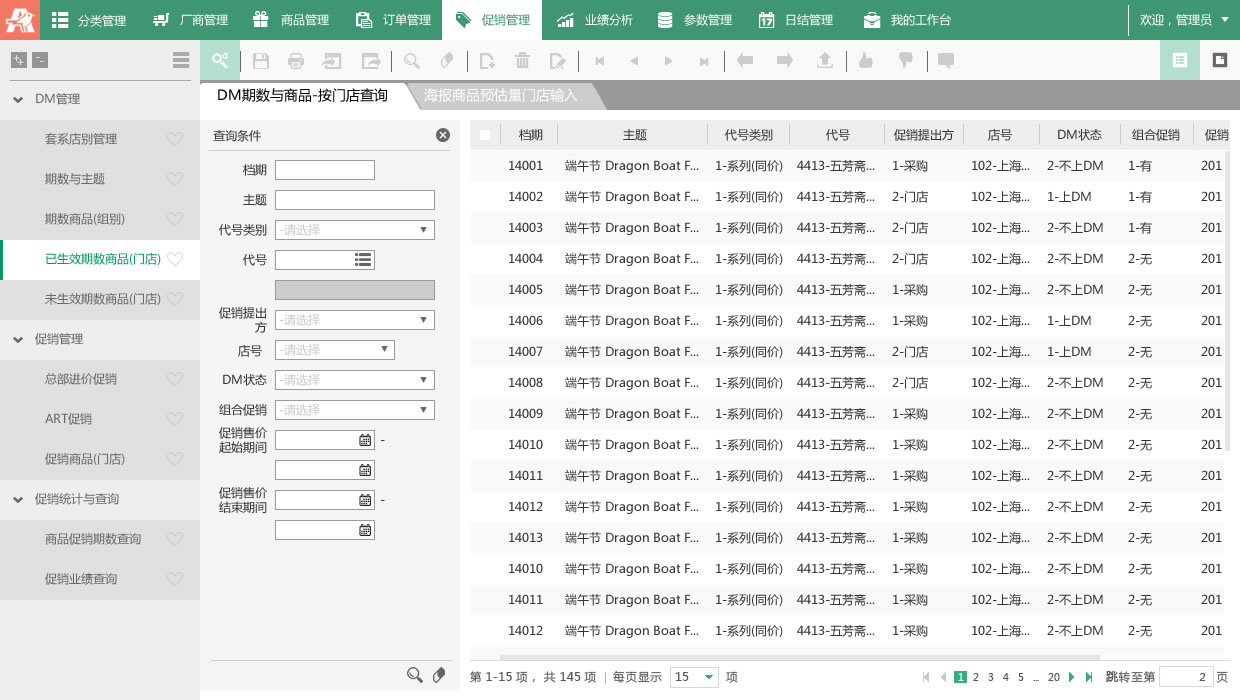 分类管理 厂商管理 商品管理 订单管理 促销管理 业绩分析 参数管理 日结管理 我的工作台 欢迎，管理员
DM管理
套系店别管理
期数与主题
期数商品(组别)
已生效期数商品(门店)
未生效期数商品(门店)
促销管理
总部进价促销
ART促销
促销商品(门店)
促销统计与查询
商品促销期数查询
促销业绩查询
DM期数与商品-按门店查询 海报商品预估量门店输入
查询条件
档期
主题
代号类别 -请选择
代号
促销提出方 -请选择
店号 -请选择
DM状态 -请选择
组合促销 -请选择
促销售价
起始期间 -
促销售价
结束期间 -
档期 主题 代号类别 代号 促销提出方 店号 DM状态 组合促销 促销
14001 端午节 Dragon Boat F... 1-系列(同价) 4413-五芳斋... 1-采购 102-上海... 2-不上DM 1-有 201
14002 端午节 Dragon Boat F... 1-系列(同价) 4413-五芳斋... 2-门店 102-上海... 1-上DM 1-有 201
14003 端午节 Dragon Boat F... 1-系列(同价) 4413-五芳斋... 2-门店 102-上海... 2-不上DM 1-有 201
14004 端午节 Dragon Boat F... 1-系列(同价) 4413-五芳斋... 2-门店 102-上海... 2-不上DM 2-无 201
14005 端午节 Dragon Boat F... 1-系列(同价) 4413-五芳斋... 1-采购 102-上海... 2-不上DM 2-无 201
14006 端午节 Dragon Boat F... 1-系列(同价) 4413-五芳斋... 1-采购 102-上海... 1-上DM 2-无 201
14007 端午节 Dragon Boat F... 1-系列(同价) 4413-五芳斋... 2-门店 102-上海... 1-上DM 2-无 201
14008 端午节 Dragon Boat F... 1-系列(同价) 4413-五芳斋... 2-门店 102-上海... 2-不上DM 2-无 201
14009 端午节 Dragon Boat F... 1-系列(同价) 4413-五芳斋... 1-采购 102-上海... 2-不上DM 2-无 201
14010 端午节 Dragon Boat F... 1-系列(同价) 4413-五芳斋... 1-采购 102-上海... 2-不上DM 2-无 201
14011 端午节 Dragon Boat F... 1-系列(同价) 4413-五芳斋... 1-采购 102-上海... 2-不上DM 2-无 201
14012 端午节 Dragon Boat F... 1-系列(同价) 4413-五芳斋... 1-采购 102-上海... 2-不上DM 2-无 201
14013 端午节 Dragon Boat F... 1-系列(同价) 4413-五芳斋... 1-采购 102-上海... 2-不上DM 2-无 201
14010 端午节 Dragon Boat F... 1-系列(同价) 4413-五芳斋... 1-采购 102-上海... 2-不上DM 2-无 201
14011 端午节 Dragon Boat F... 1-系列(同价) 4413-五芳斋... 1-采购 102-上海... 2-不上DM 2-无 201
14012 端午节 Dragon Boat F... 1-系列(同价) 4413-五芳斋... 1-采购 102-上海... 2-不上DM 2-无 201
第 1-15 项，共 145 项 | 每页显示 15 项 1 2 3 4 5 ... 20 跳转至第 2 页